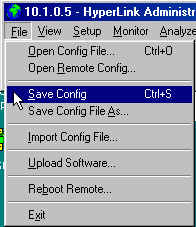 10.1.0.5 - HyperLink Administr
File View Setup Monitor Analyze
Open Config File... Ctrl+O
Open Remote Config...
Save Config Ctrl+S
Save Config File As...
Import Config File...
Upload Software...
Reboot Remote...
Exit